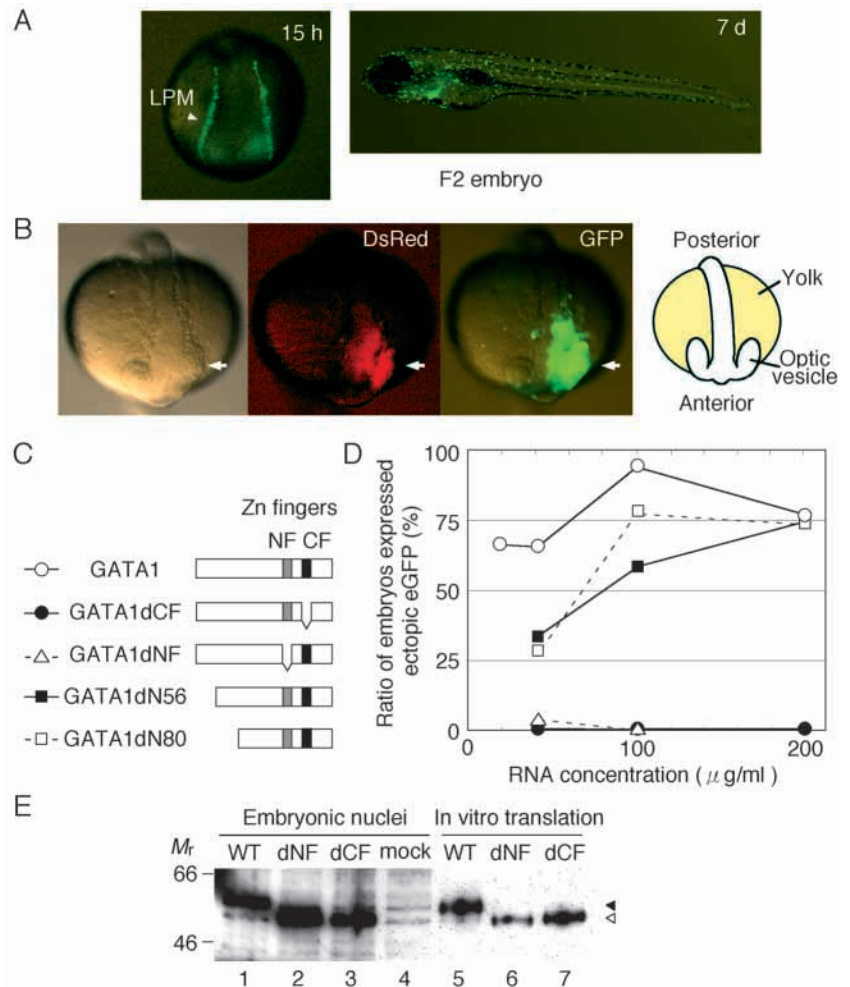 A
15 h
LPM
7 d
F2 embryo
B
DsRed
GFP
Posterior
Yolk
Optic
vesicle
Anterior
C
Zn fingers
NF CF
GATA1
GATA1dCF
GATA1dNF
GATA1dN56
GATA1dN80
D
Ratio of embryos expressed
ectopic eGFP (%)
100
75
50
25
0
0 100 200
RNA concentration ( μg/ml )
E
Embryonic nuclei In vitro translation
Mr WT dNF dCF mock WT dNF dCF
66
46
1 2 3 4 5 6 7